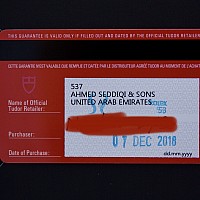 THIS GUARANTEE IS VALID ONLY IF FILLED OUT AND DATED BY THE OFFICIAL TUDOR RETAILER
CETTE GARANTIE N'EST VALABLE QUE REMPLIE ET DATÉE PAR LE DISTRIBUTEUR AGRÉÉ TUDOR AU MOMENT DE L'ACHAT
537
AHMED SEDDIQI & SONS
UNITED ARAB EMIRATES
Name of Official
Tudor Retailer:
Purchaser:
07 DEC 2018
Date of Purchase:
dd.mm.yyyy